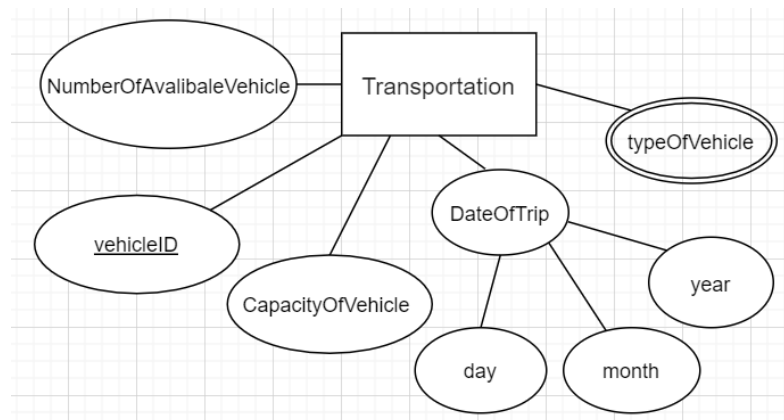 Transportation
NumberOfAvalibaleVehicle
typeOfVehicle
DateOfTrip
vehicleID
CapacityOfVehicle
year
day
month